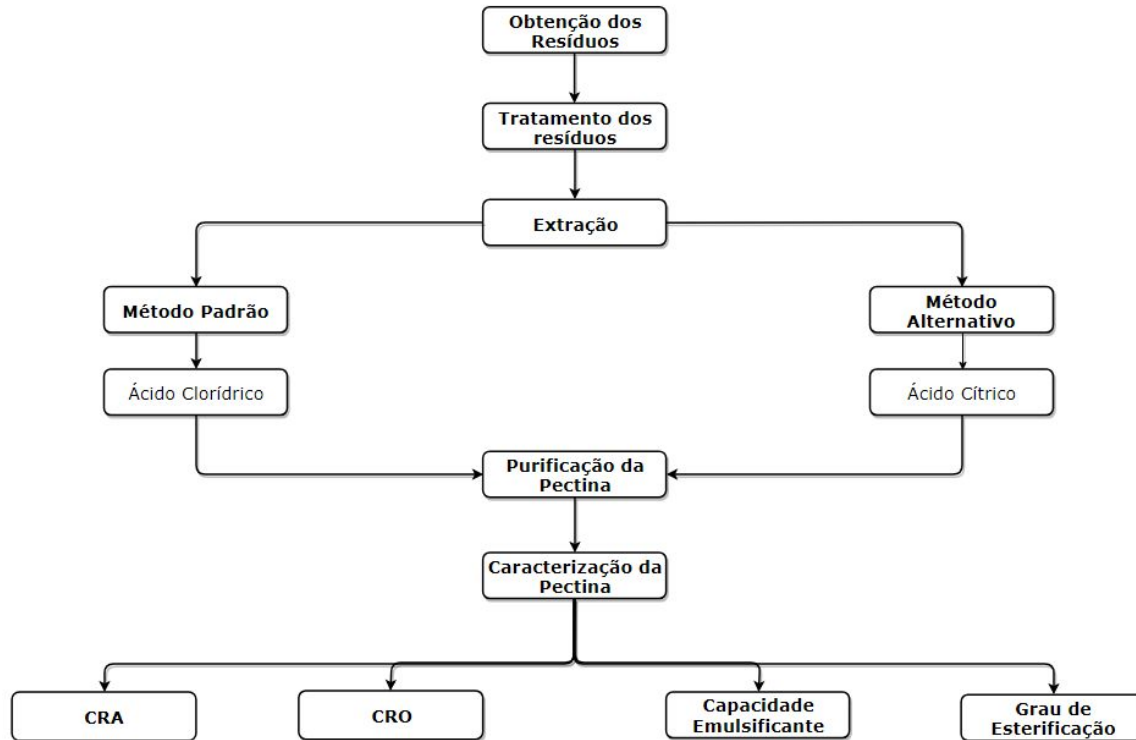 Obtenção dos
Resíduos
Tratamento dos
resíduos
Extração
Método Padrão
Método
Alternativo
Ácido Clorídrico
Ácido Cítrico
Purificação da
Pectina
Caracterização da
Pectina
CRA
CRO
Capacidade
Emulsificante
Grau de
Esterificação